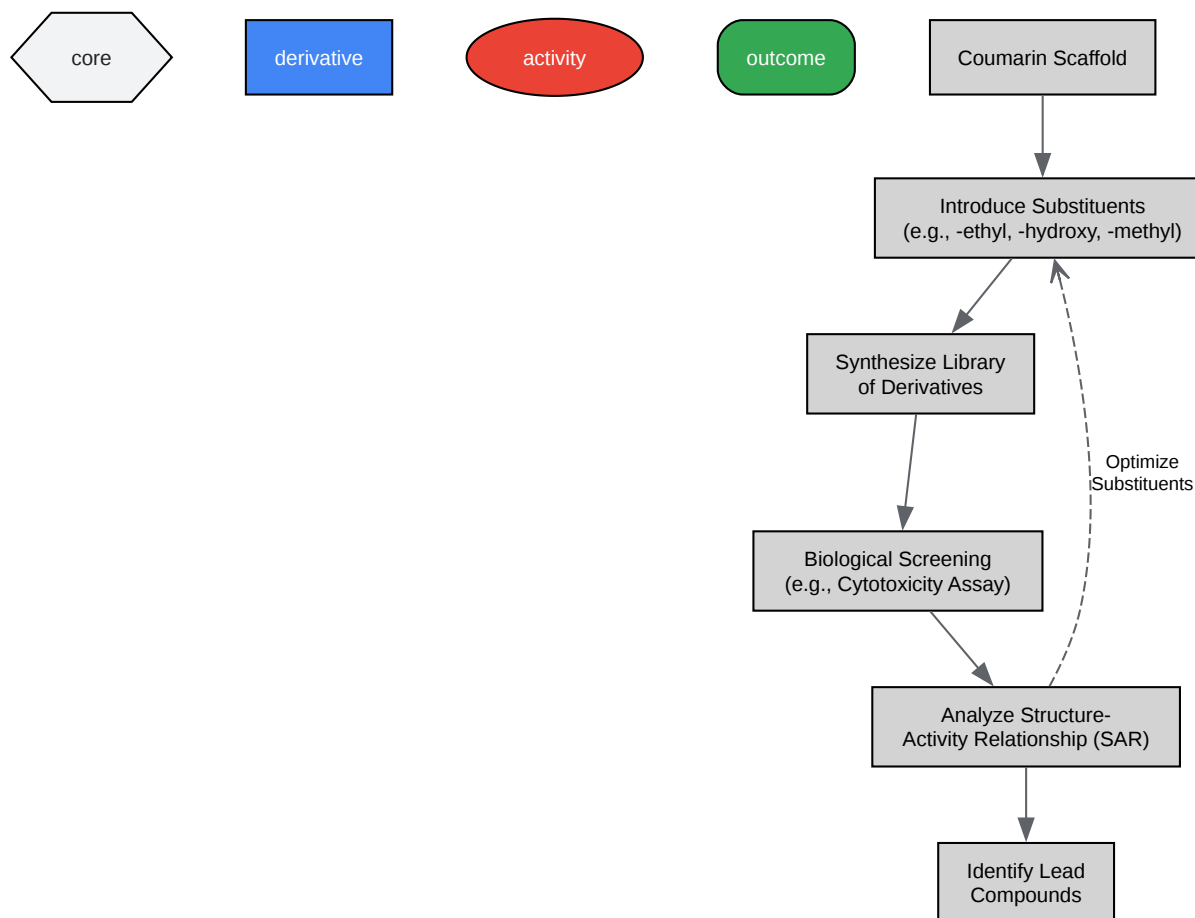 core
derivative
activity
outcome
Coumarin Scaffold
Introduce Substituents
(e.g., -ethyl, -hydroxy, -methyl)
Synthesize Library
of Derivatives
Optimize
Substituents
Biological Screening
(e.g., Cytotoxicity Assay)
Analyze Structure-
Activity Relationship (SAR)
Identify Lead
Compounds